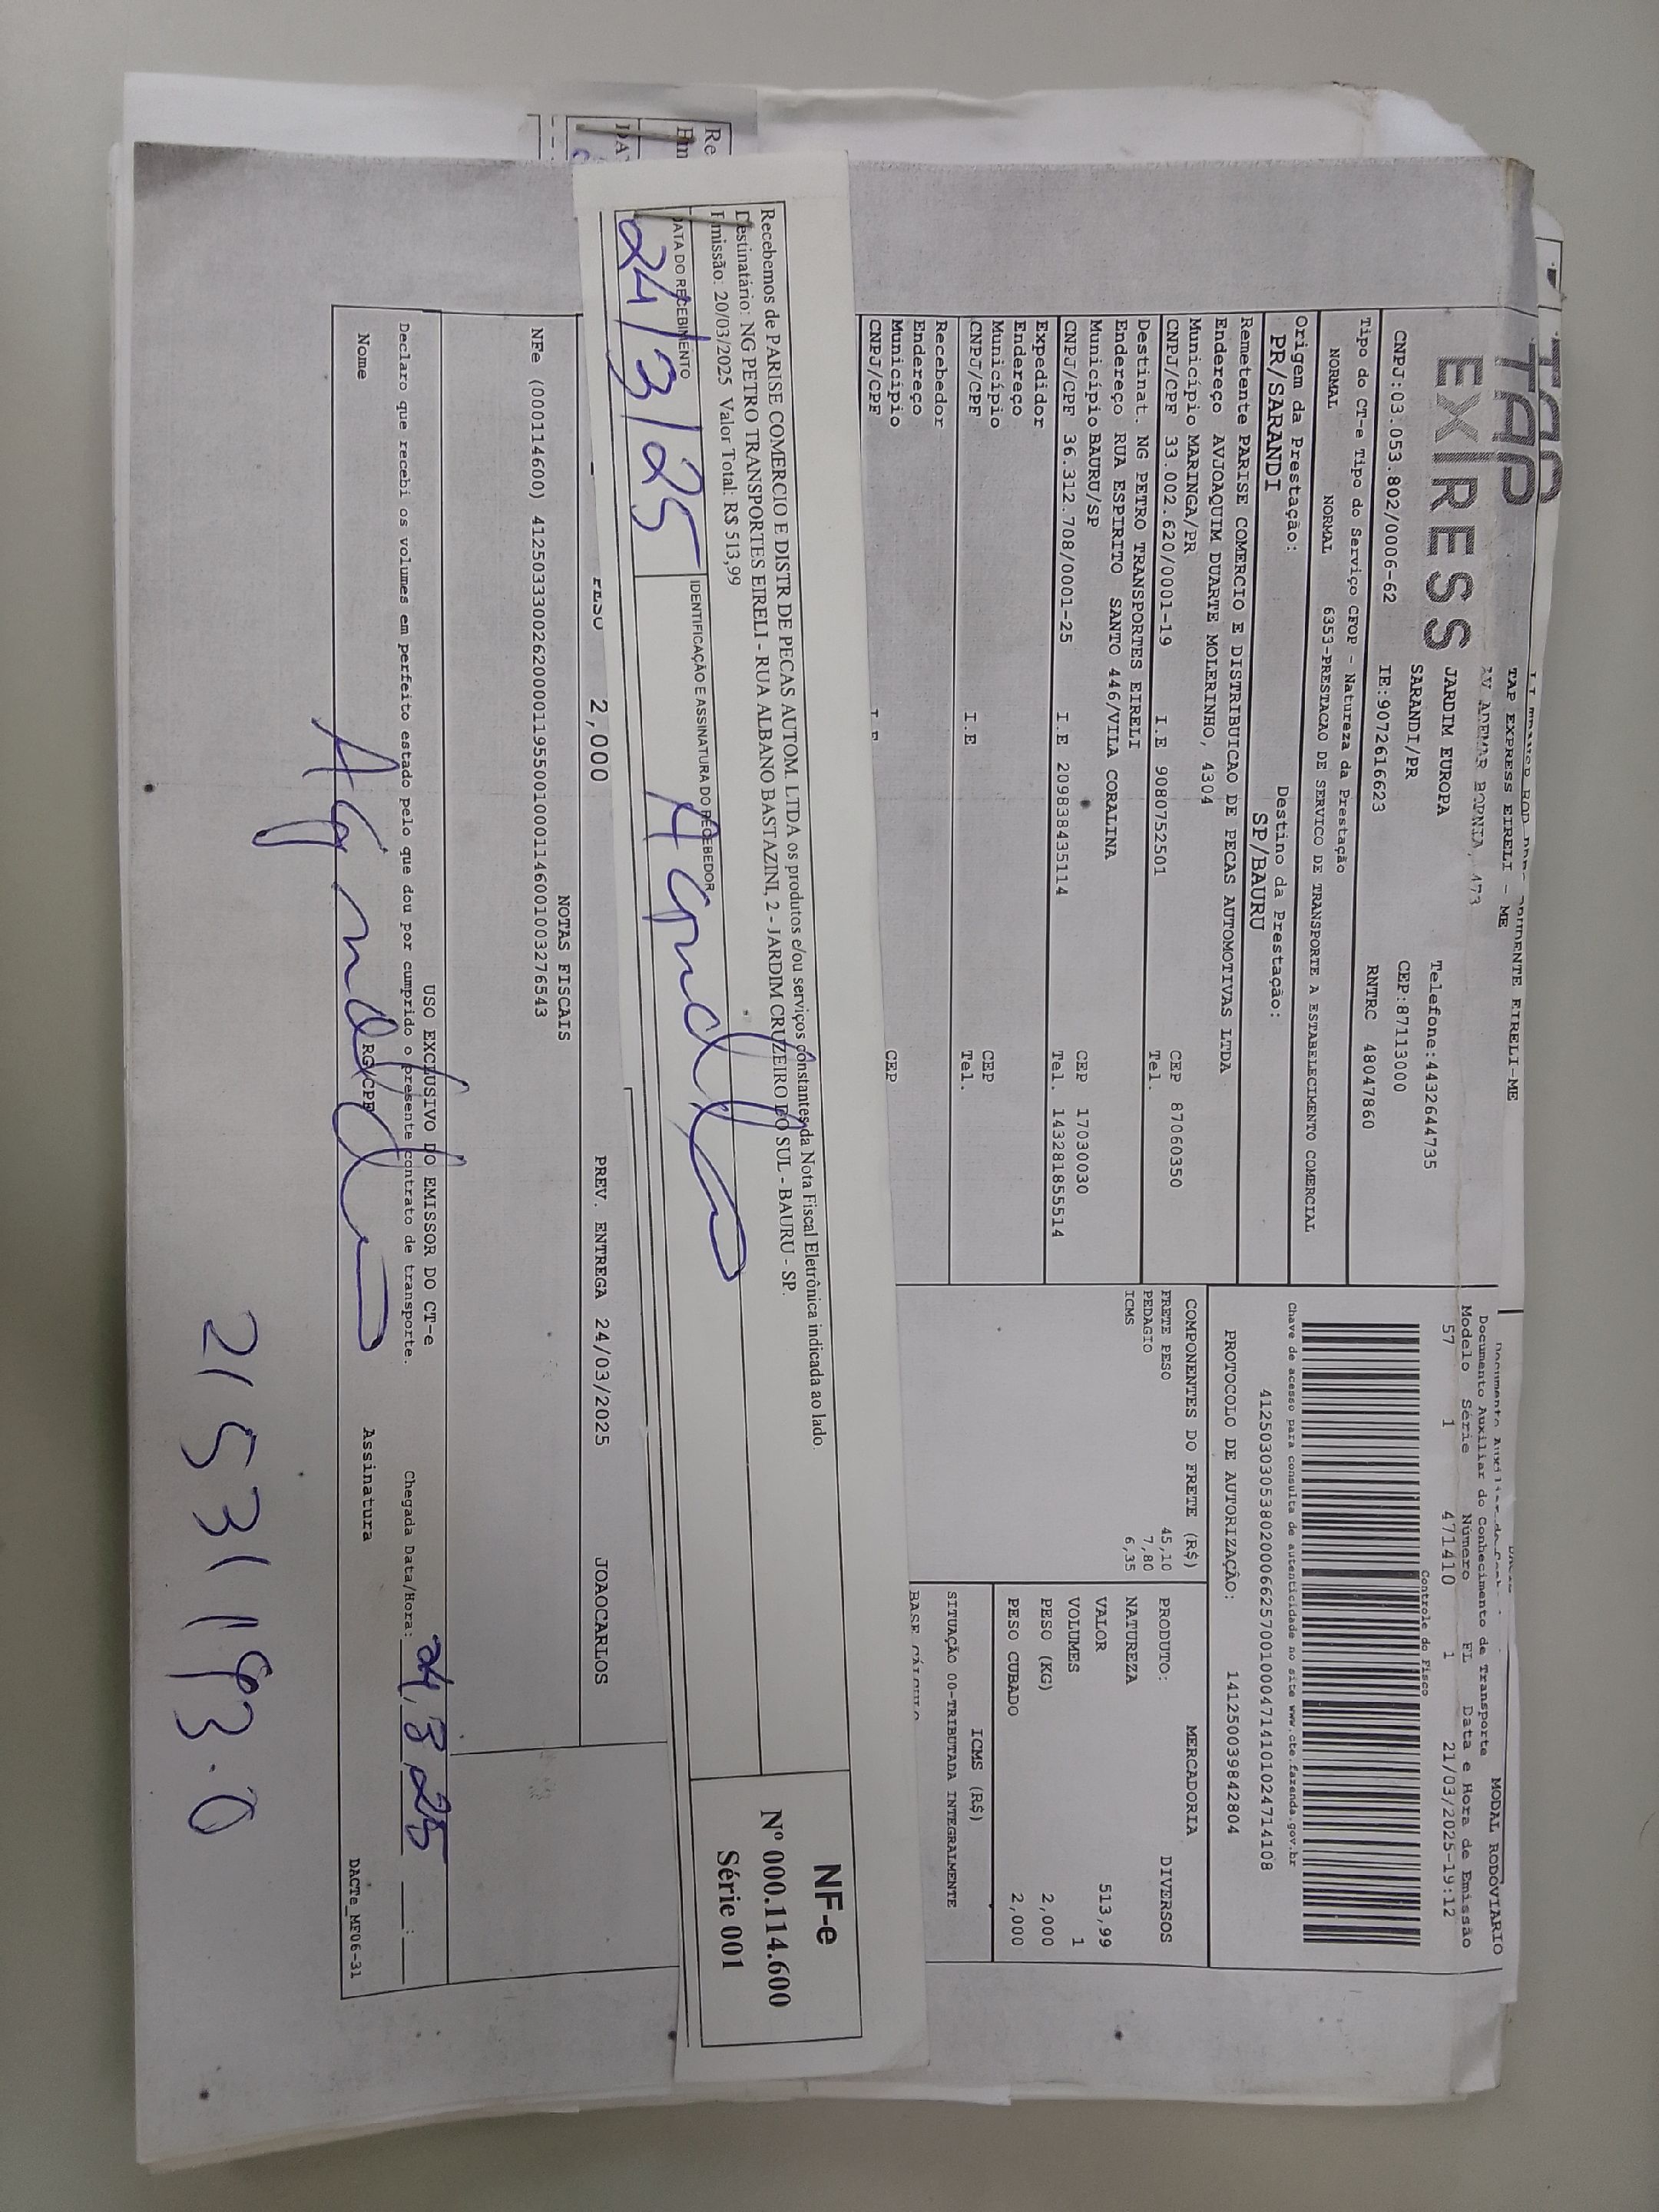 TAP EXPRESS EIRELI - ME
TAP
EXPRESS
AV ADEMAR BORNIA, 473
JARDIM EUROPA
SARANDI/PR
Telefone:4432644735
CEP:87113000
CNPJ:03.053.802/0006-62
IE:9072616623
RNTRC 48047860
Tipo do CT-e Tipo do Serviço CFOP - Natureza da Prestação
NORMAL NORMAL 6353-PRESTACAO DE SERVICO DE TRANSPORTE A ESTABELECIMENTO COMERCIAL
Origem da Prestação: Destino da Prestação:
PR/SARANDI SP/BAURU
MODAL RODOVIARIO
Documento Auxiliar do Conhecimento de Transporte
Modelo Série Número FL Data e Hora de Emissão
57 1 471410 1 21/03/2025-19:12
Controle do Fisco
Chave de acesso para consulta de autenticidade no site www.cte.fazenda.gov.br
41250303053802000662570010004714101024714108
PROTOCOLO DE AUTORIZAÇÃO: 141250039842804
Remetente PARISE COMERCIO E DISTRIBUICAO DE PECAS AUTOMOTIVAS LTDA
Endereço AVJOAQUIM DUARTE MOLERINHO, 4304
Município MARINGA/PR CEP 87060350
CNPJ/CPF 33.002.620/0001-19 I.E 9080752501 Tel.
Destinat. NG PETRO TRANSPORTES EIRELI
Endereço RUA ESPIRITO SANTO 446/VILA CORALINA
Município BAURU/SP CEP 17030030
CNPJ/CPF 36.312.708/0001-25 I.E 209838435114 Tel. 143281855514
Expedidor
Endereço
Município CEP
CNPJ/CPF I.E Tel.
Recebedor
Endereço
Município CEP
CNPJ/CPF I.E
COMPONENTES DO FRETE (R$)
FRETE PESO 45,10
PEDAGIO 7,80
ICMS 6,35
MERCADORIA
PRODUTO: DIVERSOS
NATUREZA
VALOR 513,99
VOLUMES 1
PESO (KG) 2,000
PESO CUBADO 2,000
ICMS (R$)
SITUAÇÃO 00-TRIBUTADA INTEGRALMENTE
BASE CÁLCULO
Recebemos de PARISE COMERCIO E DISTR DE PECAS AUTOM. LTDA os produtos e/ou serviços constantes da Nota Fiscal Eletrônica indicada ao lado.
Destinatário: NG PETRO TRANSPORTES EIRELI - RUA ALBANO BASTAZINI, 2 - JARDIM CRUZEIRO DO SUL - BAURU - SP.
Emissão: 20/03/2025 Valor Total: R$ 513,99
DATA DO RECEBIMENTO IDENTIFICAÇÃO E ASSINATURA DO RECEBEDOR
24/3/25
NF-e
Nº 000.114.600
Série 001
PESO 2,000 PREV. ENTREGA 24/03/2025 JOAOCARLOS
NOTAS FISCAIS
NFe (000114600) 41250333002620000119550010001146001003276543
USO EXCLUSIVO DO EMISSOR DO CT-e
Declaro que recebi os volumes em perfeito estado pelo que dou por cumprido o presente contrato de transporte.
Chegada Data/Hora: 24,3,25 __:__
Nome RG/CPF Assinatura
DACTe_MF06-31